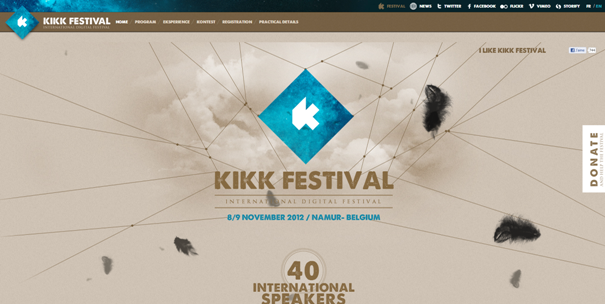 FESTIVAL NEWS TWITTER FACEBOOK FLICKR VIMEO STORIFY FR / EN
KIKK FESTIVAL
INTERNATIONAL DIGITAL FESTIVAL
HOME PROGRAM EKSPERIENCE KONTEST REGISTRATION PRACTICAL DETAILS
I LIKE KIKK FESTIVAL
DONATE
KIKK FESTIVAL
INTERNATIONAL DIGITAL FESTIVAL
8/9 NOVEMBER 2012 / NAMUR- BELGIUM
40
INTERNATIONAL
SPEAKERS